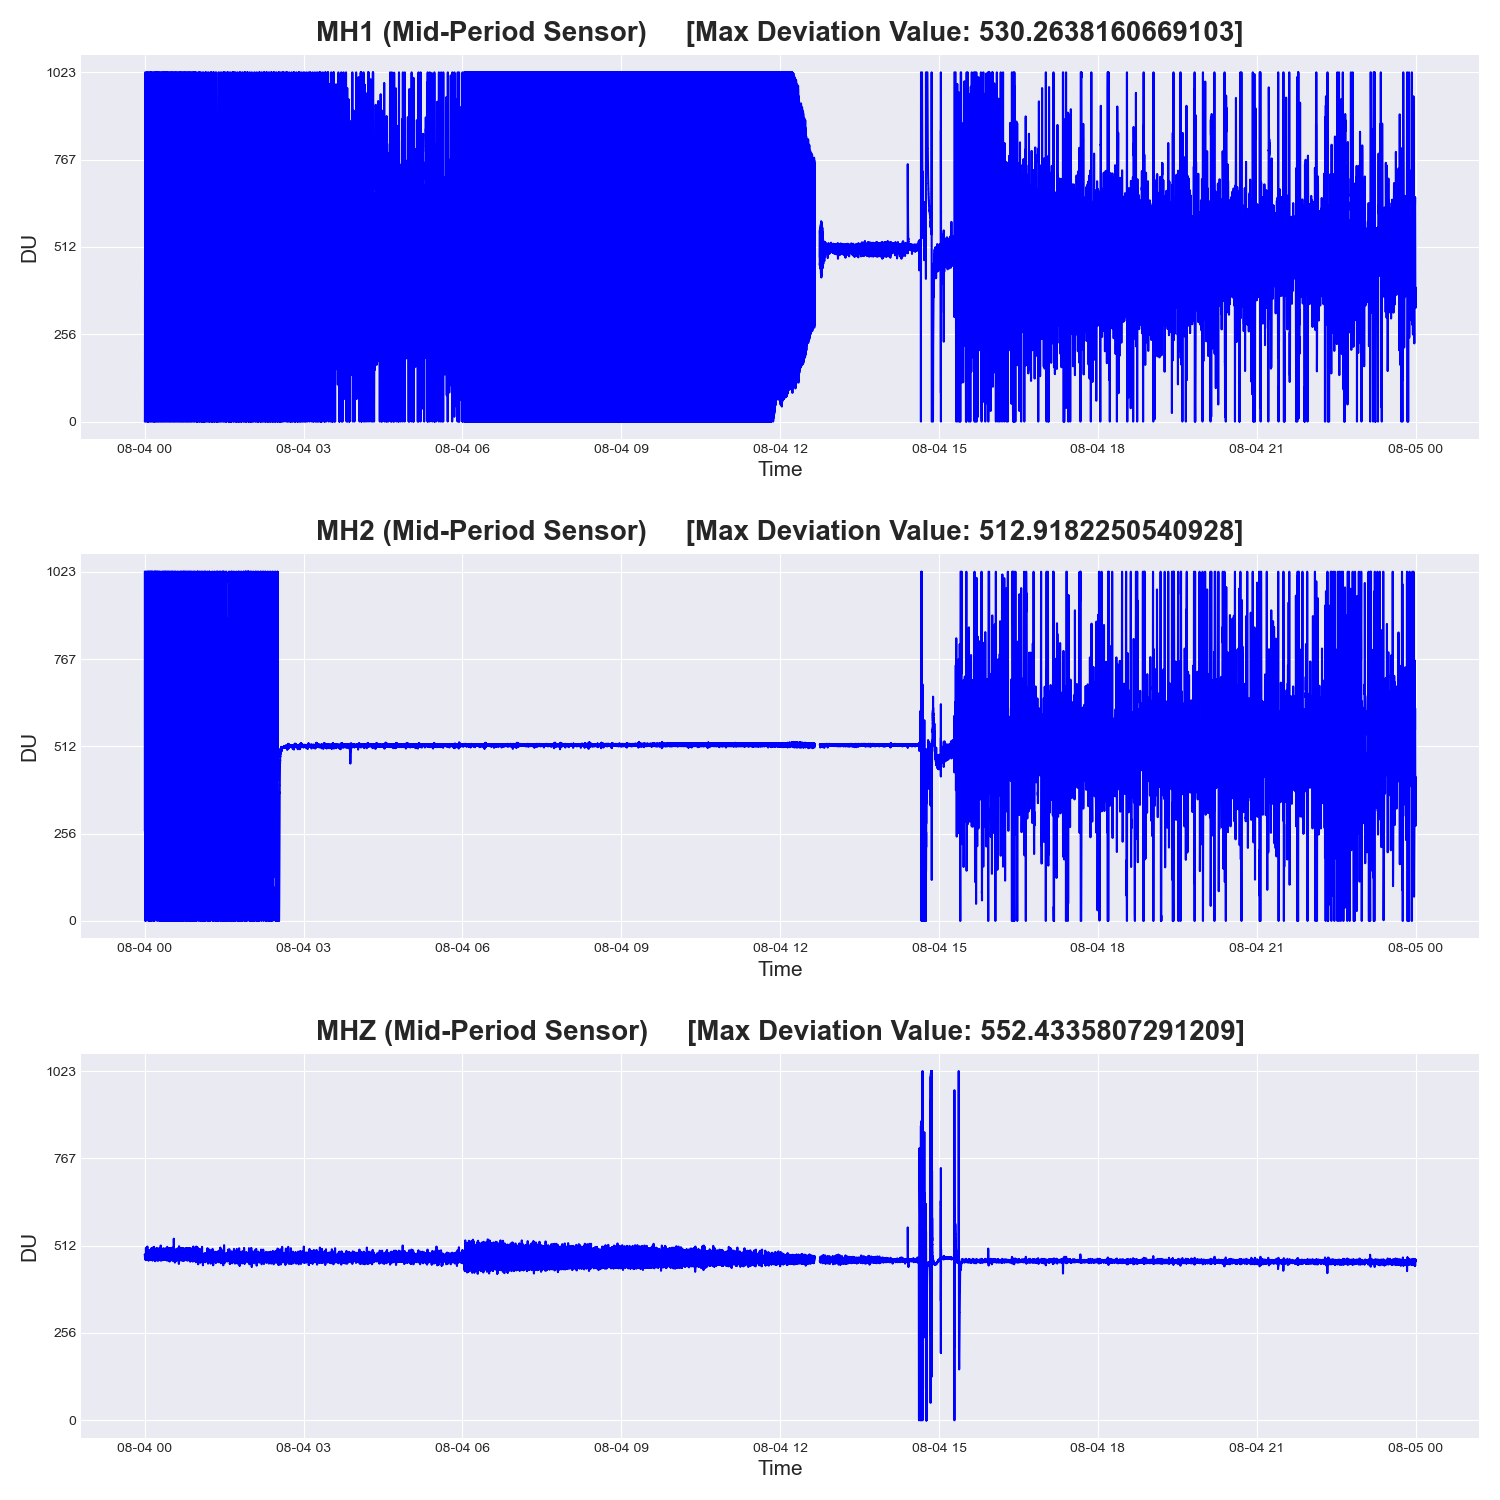 MH1 (Mid-Period Sensor) [Max Deviation Value: 530.2638160669103]
1023
767
512
256
0
DU
08-04 00 08-04 03 08-04 06 08-04 09 08-04 12 08-04 15 08-04 18 08-04 21 08-05 00
Time
MH2 (Mid-Period Sensor) [Max Deviation Value: 512.9182250540928]
1023
767
512
256
0
DU
08-04 00 08-04 03 08-04 06 08-04 09 08-04 12 08-04 15 08-04 18 08-04 21 08-05 00
Time
MHZ (Mid-Period Sensor) [Max Deviation Value: 552.4335807291209]
1023
767
512
256
0
DU
08-04 00 08-04 03 08-04 06 08-04 09 08-04 12 08-04 15 08-04 18 08-04 21 08-05 00
Time